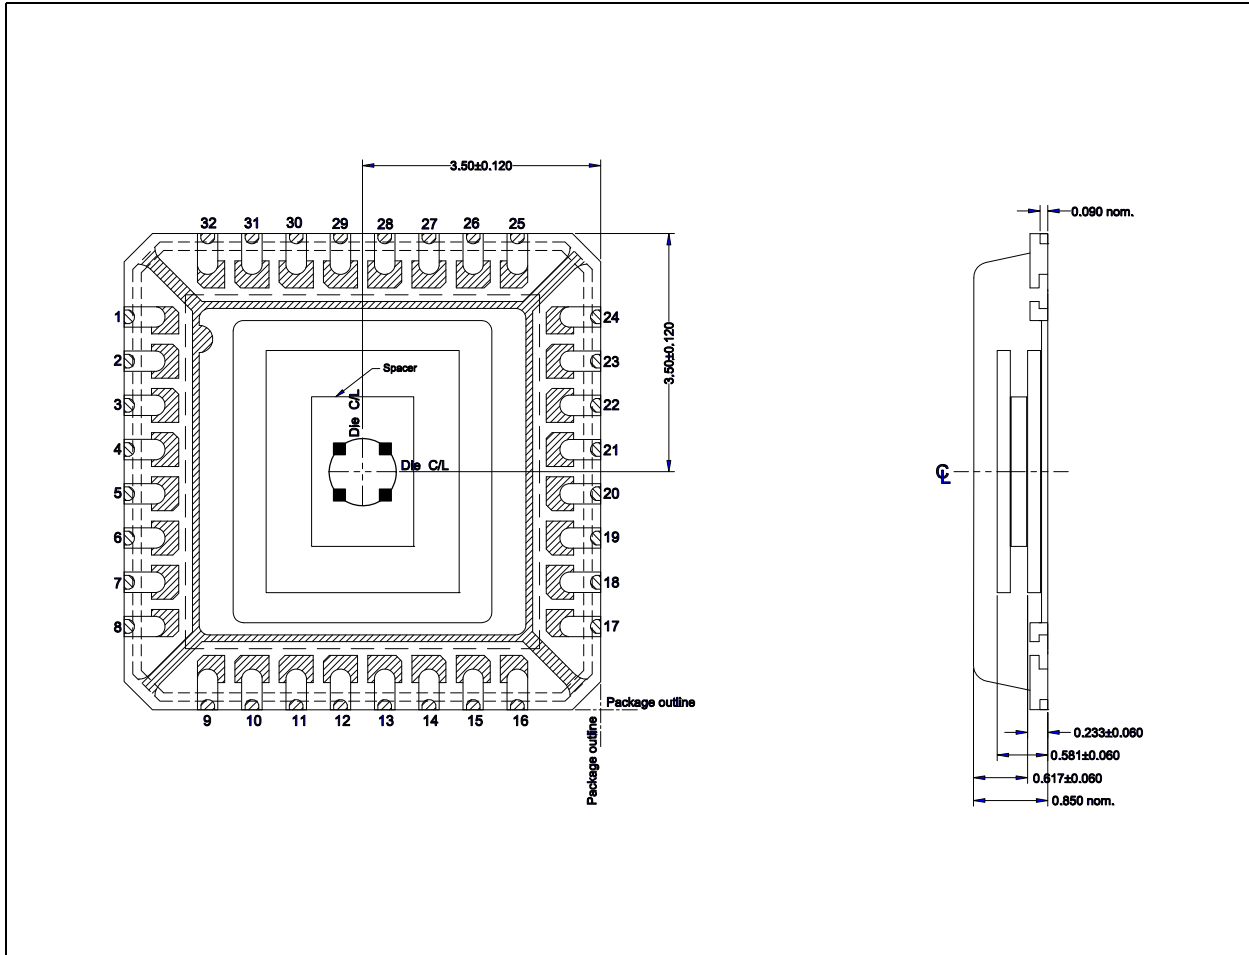 3.50±0.120
0.090 nom.
32 31 30 29 28 27 26 25
3.50±0.120
1 24
2 23
Spacer
3 22
Die C/L
4 21
Die C/L
CL
5 20
6 19
7 18
8 17
9 10 11 12 13 14 15 16
Package outline
Package outline
0.233±0.060
0.581±0.060
0.617±0.060
0.850 nom.